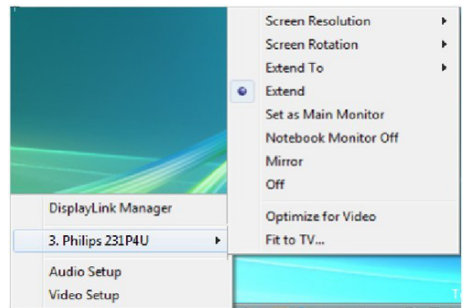 Screen Resolution
Screen Rotation
Extend To
Extend
Set as Main Monitor
Notebook Monitor Off
Mirror
Off
Optimize for Video
Fit to TV...
DisplayLink Manager
3. Philips 231P4U
Audio Setup
Video Setup